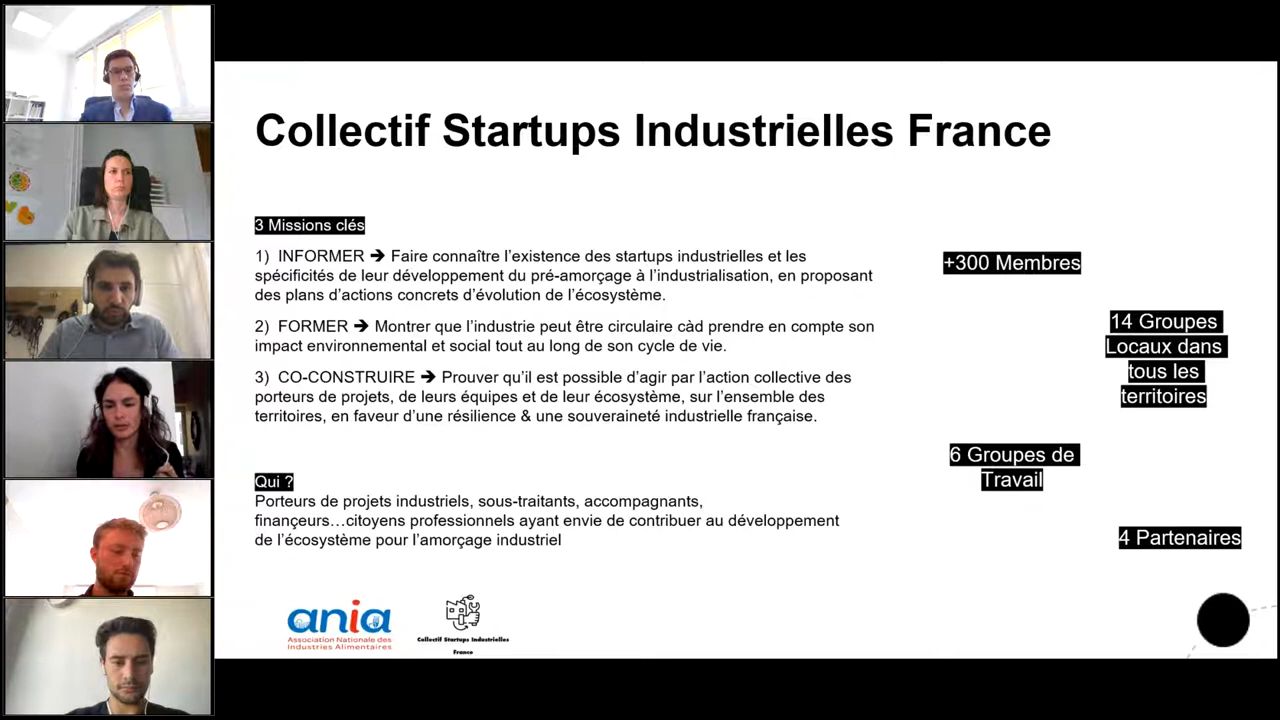 Collectif Startups Industrielles France
3 Missions clés
1) INFORMER ➔ Faire connaître l’existence des startups industrielles et les
spécificités de leur développement du pré-amorçage à l’industrialisation, en proposant
des plans d’actions concrets d’évolution de l’écosystème.
2) FORMER ➔ Montrer que l’industrie peut être circulaire càd prendre en compte son
impact environnemental et social tout au long de son cycle de vie.
3) CO-CONSTRUIRE ➔ Prouver qu’il est possible d’agir par l’action collective des
porteurs de projets, de leurs équipes et de leur écosystème, sur l’ensemble des
territoires, en faveur d’une résilience & une souveraineté industrielle française.
Qui ?
Porteurs de projets industriels, sous-traitants, accompagnants,
finançeurs…citoyens professionnels ayant envie de contribuer au développement
de l’écosystème pour l’amorçage industriel
+300 Membres
14 Groupes
Locaux dans
tous les
territoires
6 Groupes de
Travail
4 Partenaires
ania
Association Nationale des
Industries Alimentaires
Collectif Startups Industrielles
France